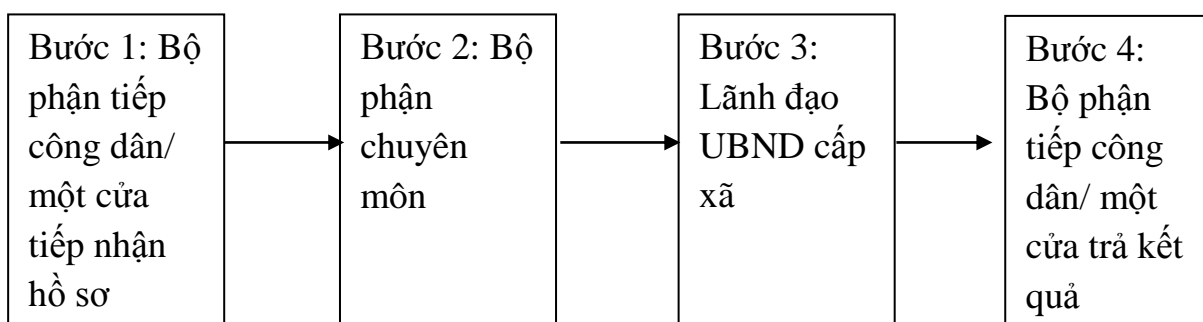 Bước 1: Bộ
phận tiếp
công dân/
một cửa
tiếp nhận
hồ sơ
Bước 2: Bộ
phận
chuyên
môn
Bước 3:
Lãnh đạo
UBND cấp
xã
Bước 4:
Bộ phận
tiếp công
dân/ một
cửa trả kết
quả